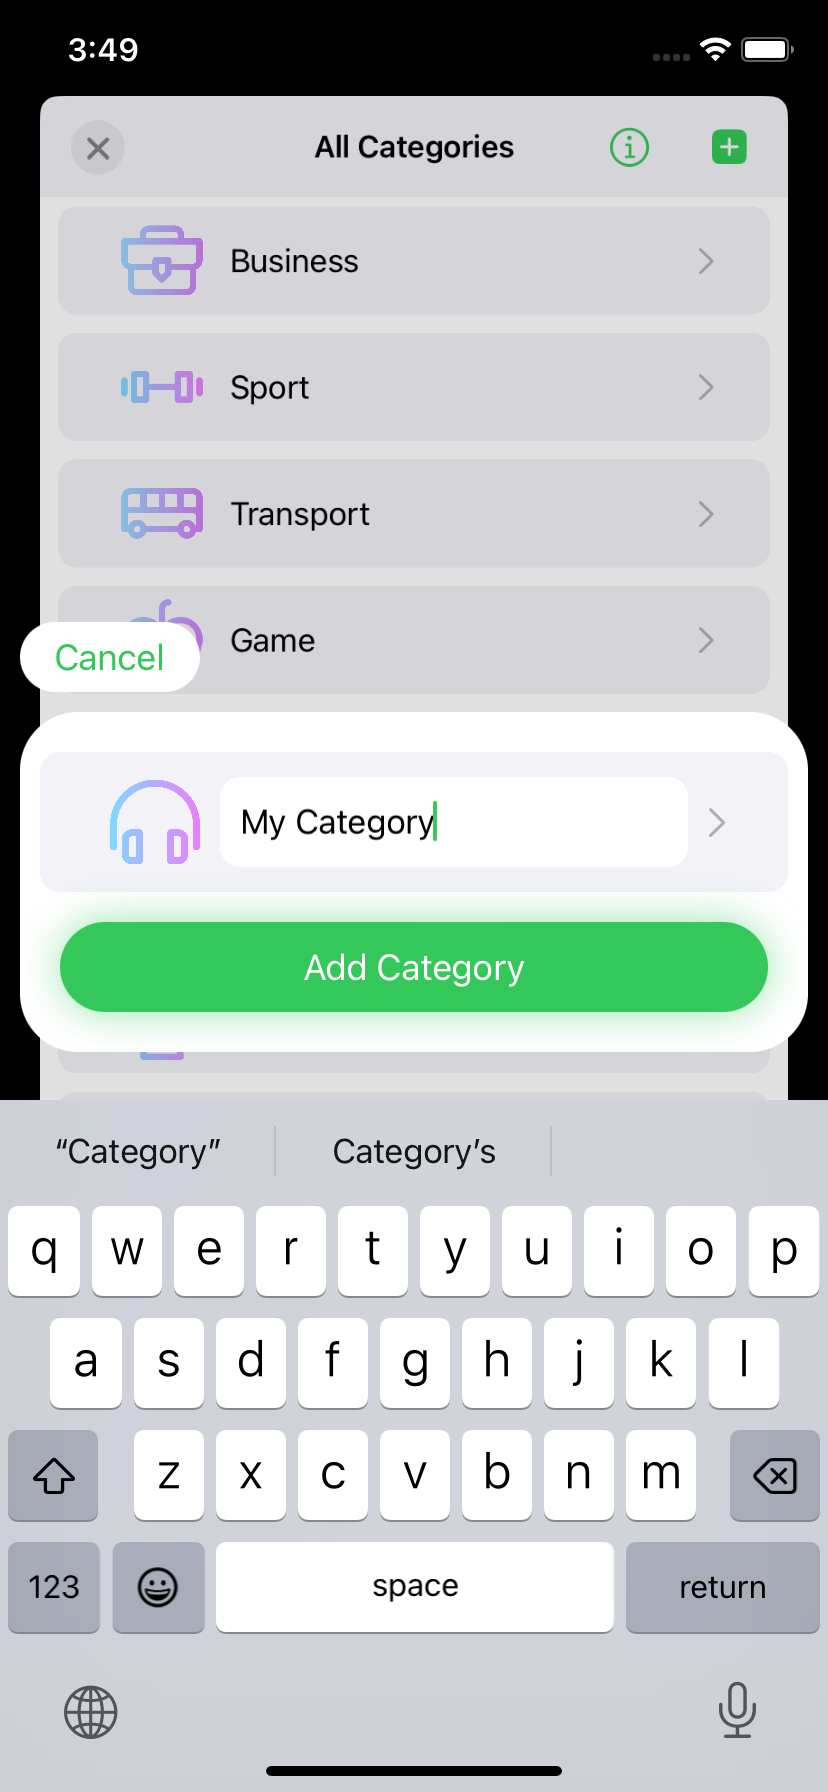 3:49
All Categories
Business
Sport
Transport
Game
Cancel
My Category
Add Category
“Category” Category’s
q w e r t y u i o p
a s d f g h j k l
z x c v b n m
123 space return